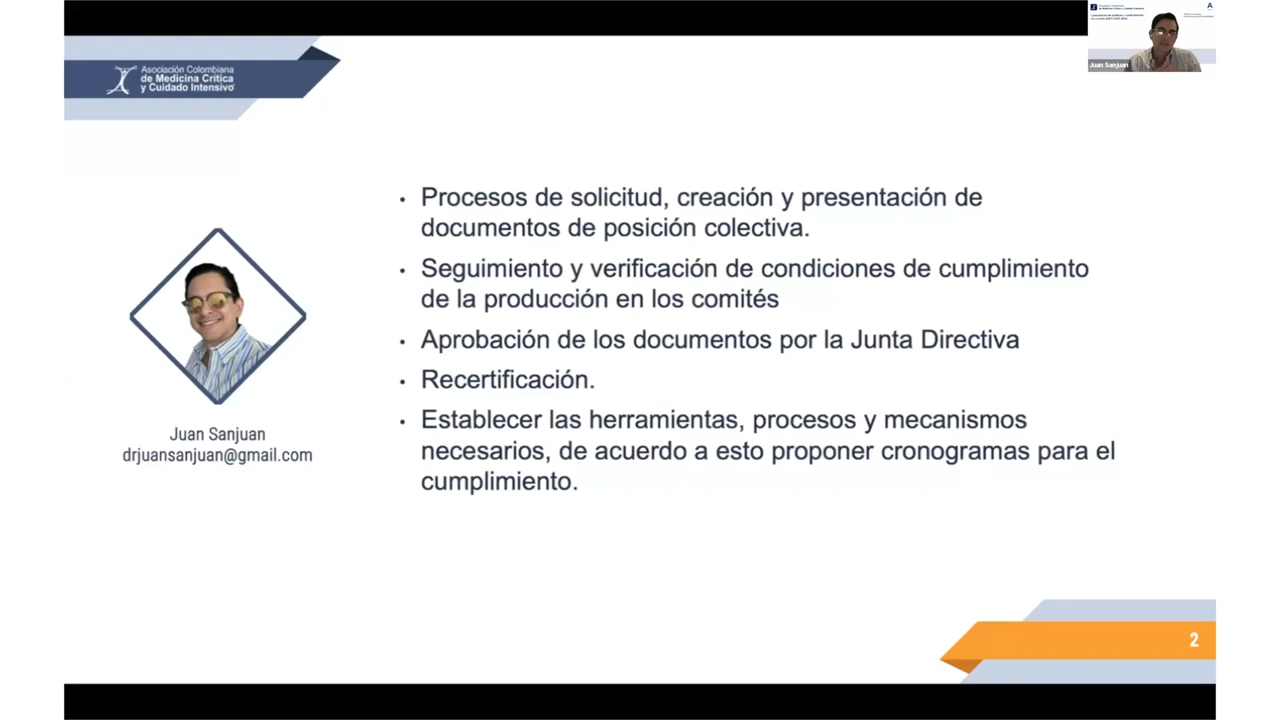 Asociación Colombiana
de Medicina Crítica
y Cuidado Intensivo
Juan Sanjuan
• Procesos de solicitud, creación y presentación de
documentos de posición colectiva.
• Seguimiento y verificación de condiciones de cumplimiento
de la producción en los comités
• Aprobación de los documentos por la Junta Directiva
• Recertificación.
• Establecer las herramientas, procesos y mecanismos
necesarios, de acuerdo a esto proponer cronogramas para el
cumplimiento.
Juan Sanjuan
drjuansanjuan@gmail.com
2